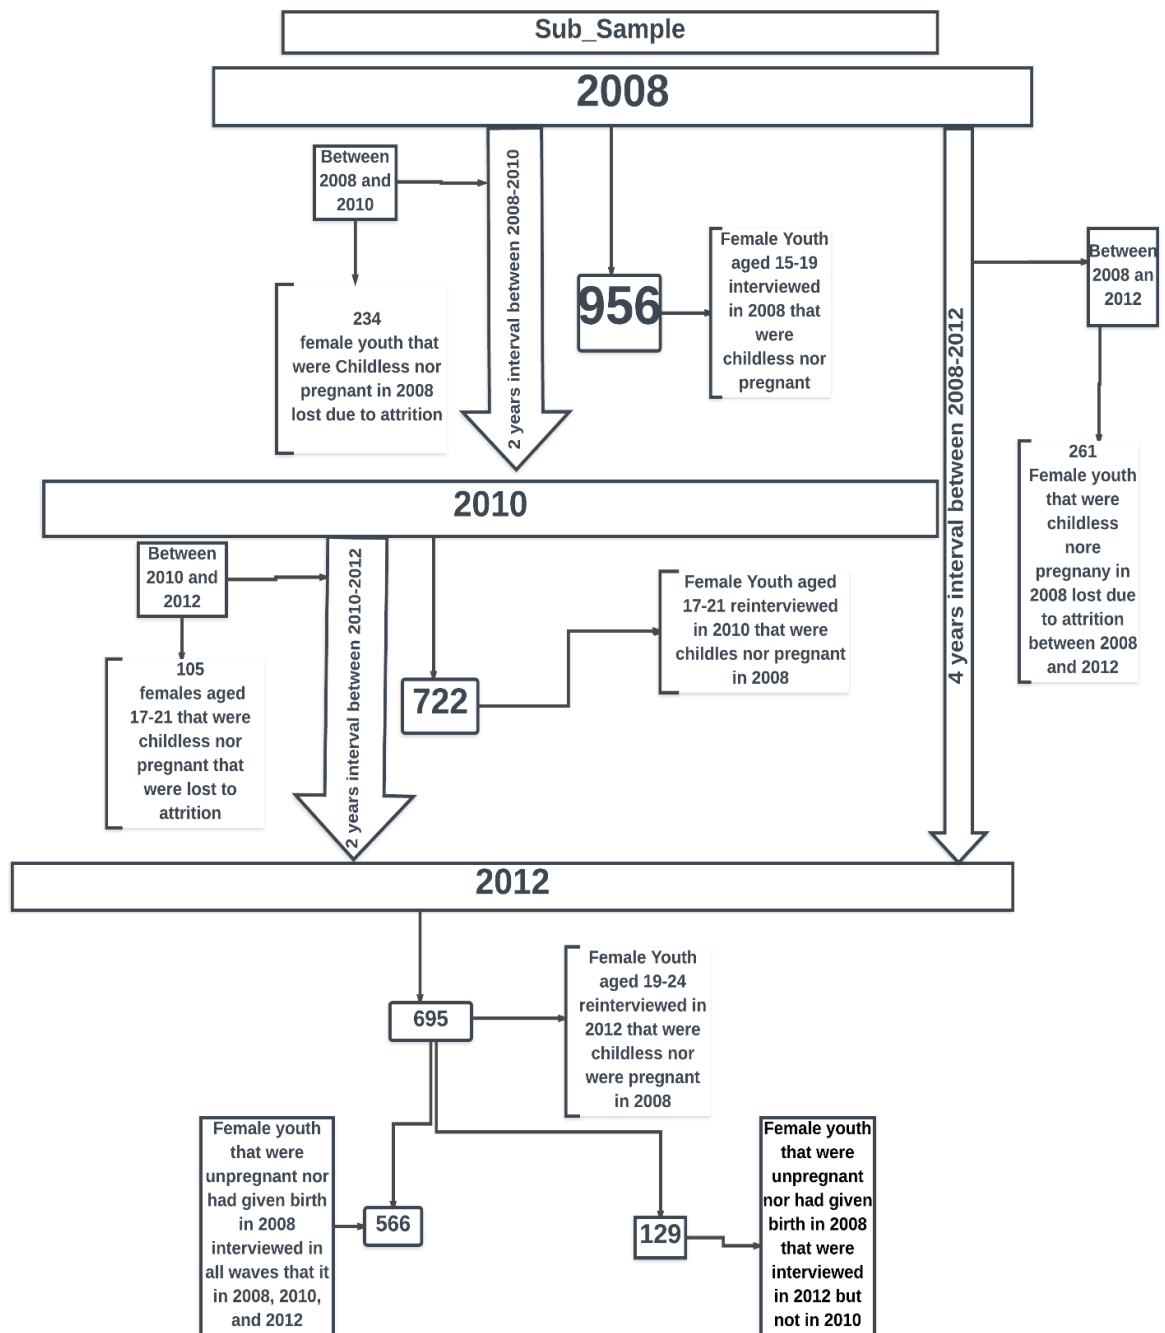 Sub_Sample
2008
Between
2008 and
2010
2 years interval between 2008-2010
234
female youth that
were Childless nor
pregnant in 2008
lost due to attrition
956
Female Youth
aged 15-19
interviewed
in 2008 that
were
childless nor
pregnant
4 years interval between 2008-2012
Between
2008 an
2012
261
Female youth
that were
childless
nore
pregnany in
2008 lost due
to attrition
between 2008
and 2012
2010
Between
2010 and
2012
2 years interval between 2010-2012
105
females aged
17-21 that were
childless nor
pregnant that
were lost to
attrition
722
Female Youth aged
17-21 reinterviewed
in 2010 that were
childles nor pregnant
in 2008
2012
695
Female Youth
aged 19-24
reinterviewed in
2012 that were
childless nor
were pregnant
in 2008
Female youth
that were
unpregnant nor
had given birth
in 2008
interviewed in
all waves that it
in 2008, 2010,
and 2012
566
129
Female youth
that were
unpregnant
nor had given
birth in 2008
that were
interviewed
in 2012 but
not in 2010